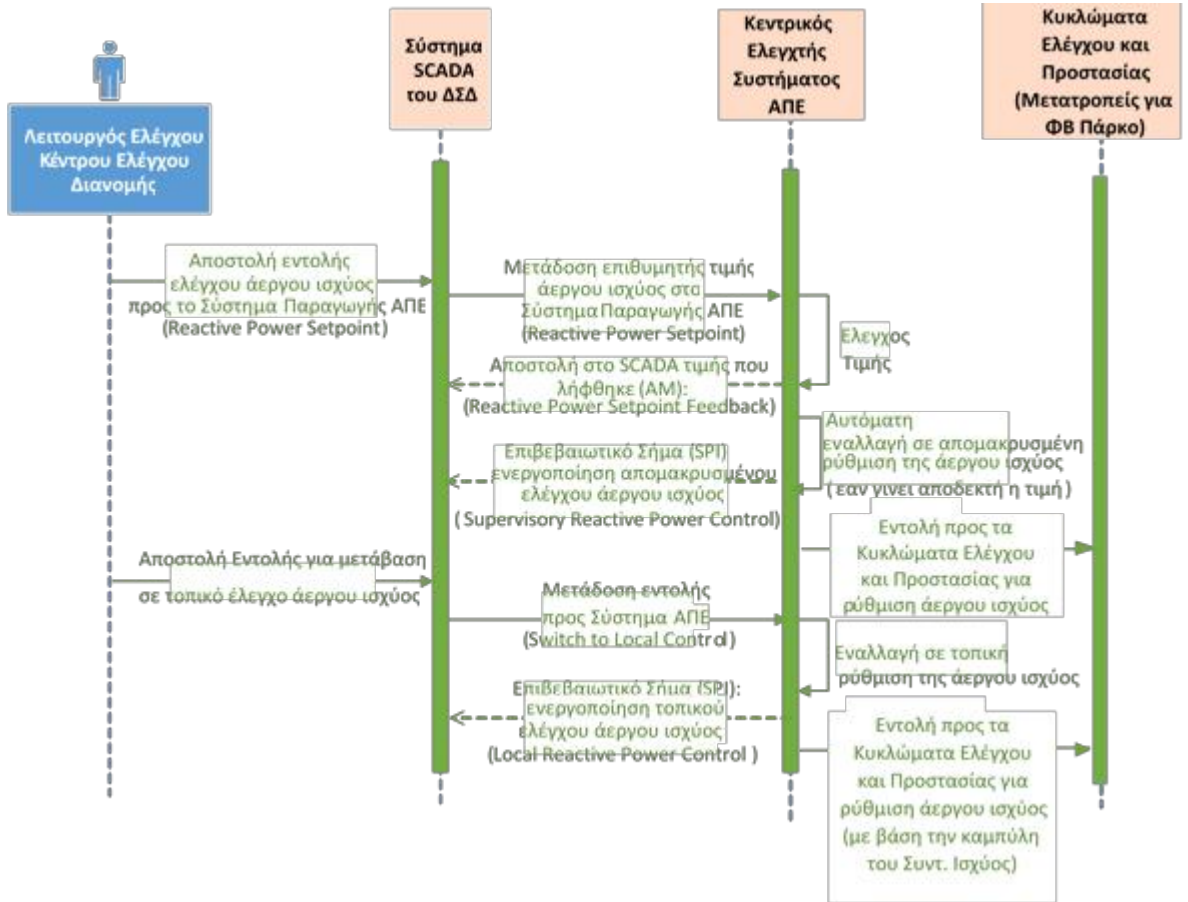 Λειτουργός Ελέγχου
Κέντρου Ελέγχου
Διανομής
Σύστημα
SCADA
του ΔΣΔ
Κεντρικός
Ελεγχτής
Συστήματος
ΑΠΕ
Κυκλώματα
Ελέγχου και
Προστασίας
(Μετατροπείς για
ΦΒ Πάρκο)
Αποστολή εντολής
ελέγχου άεργου ισχύος
προς το Σύστημα Παραγωγής ΑΠΕ
(Reactive Power Setpoint)
Μετάδοση επιθυμητής τιμής
άεργου ισχύος στο
Σύστημα Παραγωγής ΑΠΕ
(Reactive Power Setpoint)
Ελεγχος
Τιμής
Αποστολή στο SCADA τιμής που
λήφθηκε (AM):
(Reactive Power Setpoint Feedback)
Αυτόματη
εναλλαγή σε απομακρυσμένη
ρύθμιση της άεργου ισχύος
(εαν γίνει αποδεκτή η τιμή)
Επιβεβαιωτικό Σήμα (SPI)
ενεργοποίηση απομακρυσμένου
ελέγχου άεργου ισχύος
( Supervisory Reactive Power Control)
Εντολή προς τα
Κυκλώματα Ελέγχου
και Προστασίας για
ρύθμιση άεργου ισχύος
Αποστολή Εντολής για μετάβαση
σε τοπικό έλεγχο άεργου ισχύος
Μετάδοση εντολής
προς Σύστημα ΑΠΕ
(Switch to Local Control)
Εναλλαγή σε τοπική
ρύθμιση της άεργου ισχύος
Επιβεβαιωτικό Σήμα (SPI):
ενεργοποίηση τοπικού
ελέγχου άεργου ισχύος
(Local Reactive Power Control )
Εντολή προς τα
Κυκλώματα Ελέγχου
και Προστασίας για
ρύθμιση άεργου ισχύος
(με βάση την καμπύλη
του Συντ. Ισχύος)